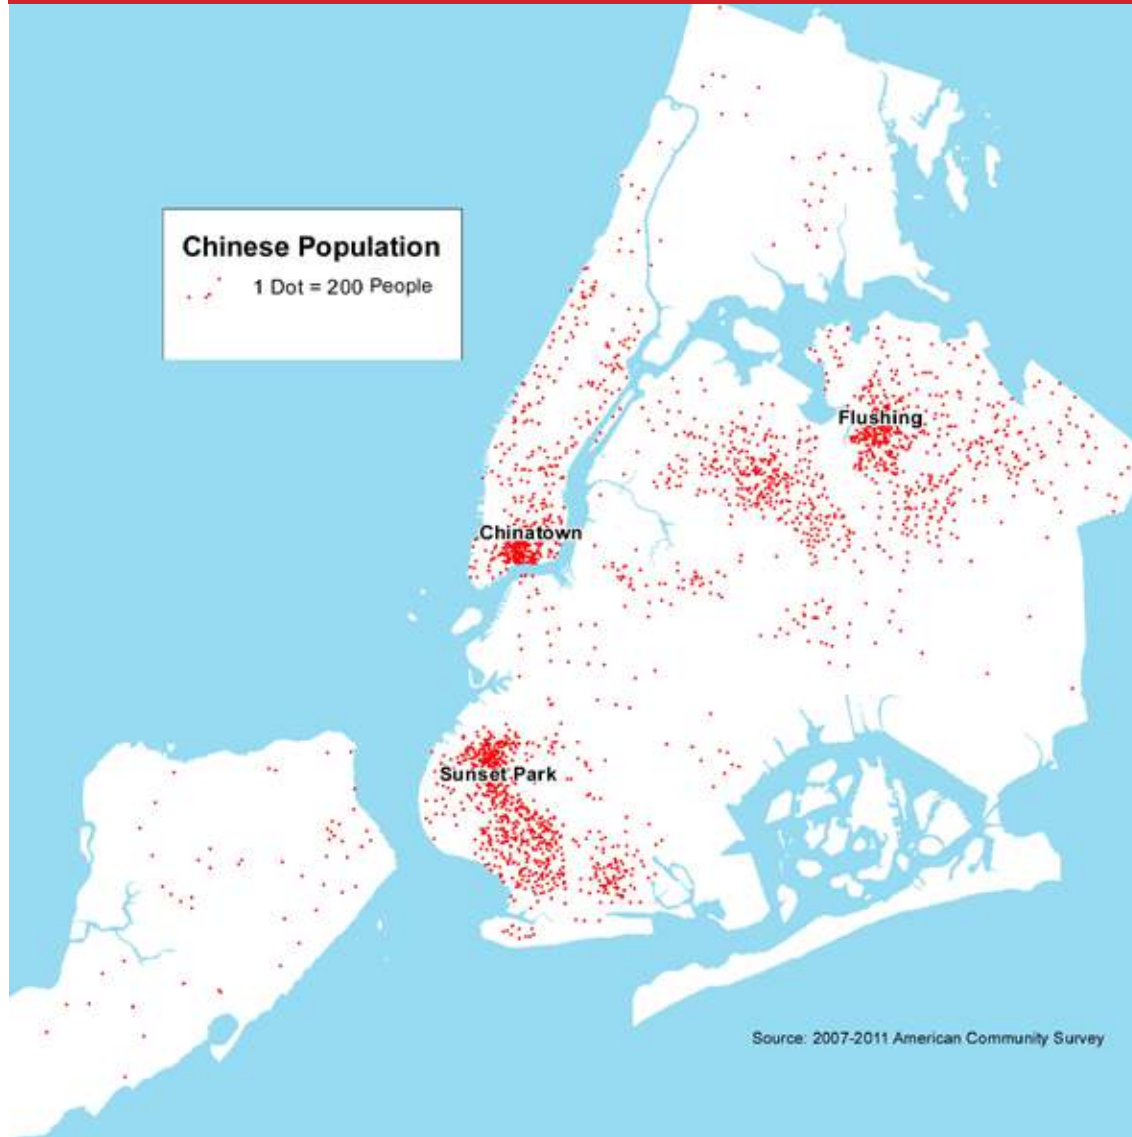 Chinese Population
1 Dot = 200 People
Flushing
Chinatown
Sunset Park
Source: 2007-2011 American Community Survey